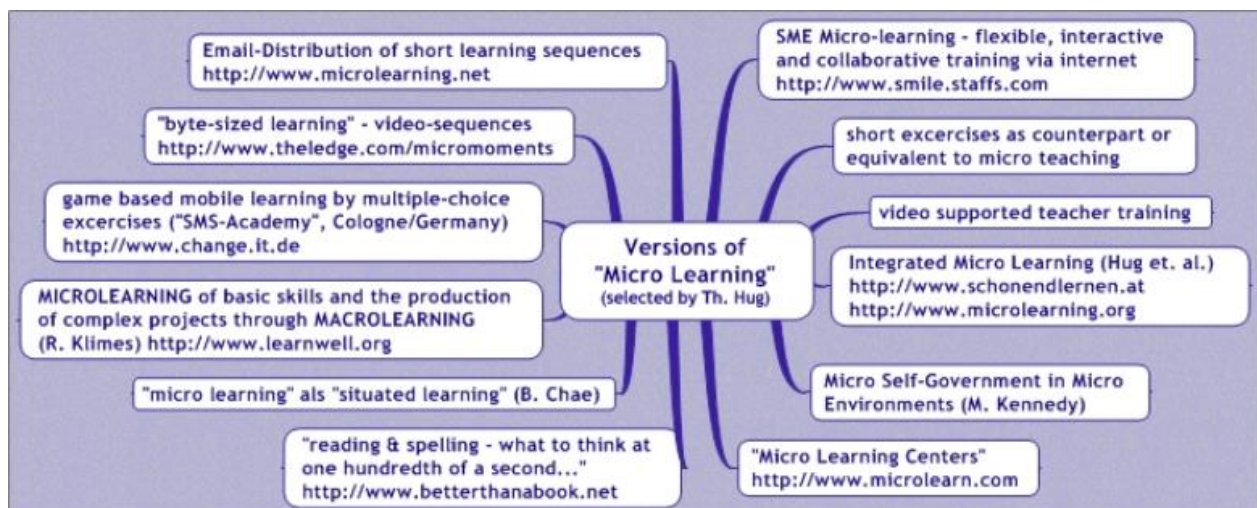 Email-Distribution of short learning sequences
http://www.microlearning.net
"byte-sized learning" - video-sequences
http://www.theledge.com/micromoments
game based mobile learning by multiple-choice
excercises ("SMS-Academy", Cologne/Germany)
http://www.change.it.de
MICROLEARNING of basic skills and the production
of complex projects through MACROLEARNING
(R. Klimes) http://www.learnwell.org
"micro learning" als "situated learning" (B. Chae)
"reading & spelling - what to think at
one hundredth of a second..."
http://www.betterthanabook.net
Versions of
"Micro Learning"
(selected by Th. Hug)
SME Micro-learning - flexible, interactive
and collaborative training via internet
http://www.smile.staffs.com
short excercises as counterpart or
equivalent to micro teaching
video supported teacher training
Integrated Micro Learning (Hug et. al.)
http://www.schonendlernen.at
http://www.microlearning.org
Micro Self-Government in Micro
Environments (M. Kennedy)
"Micro Learning Centers"
http://www.microlearn.com